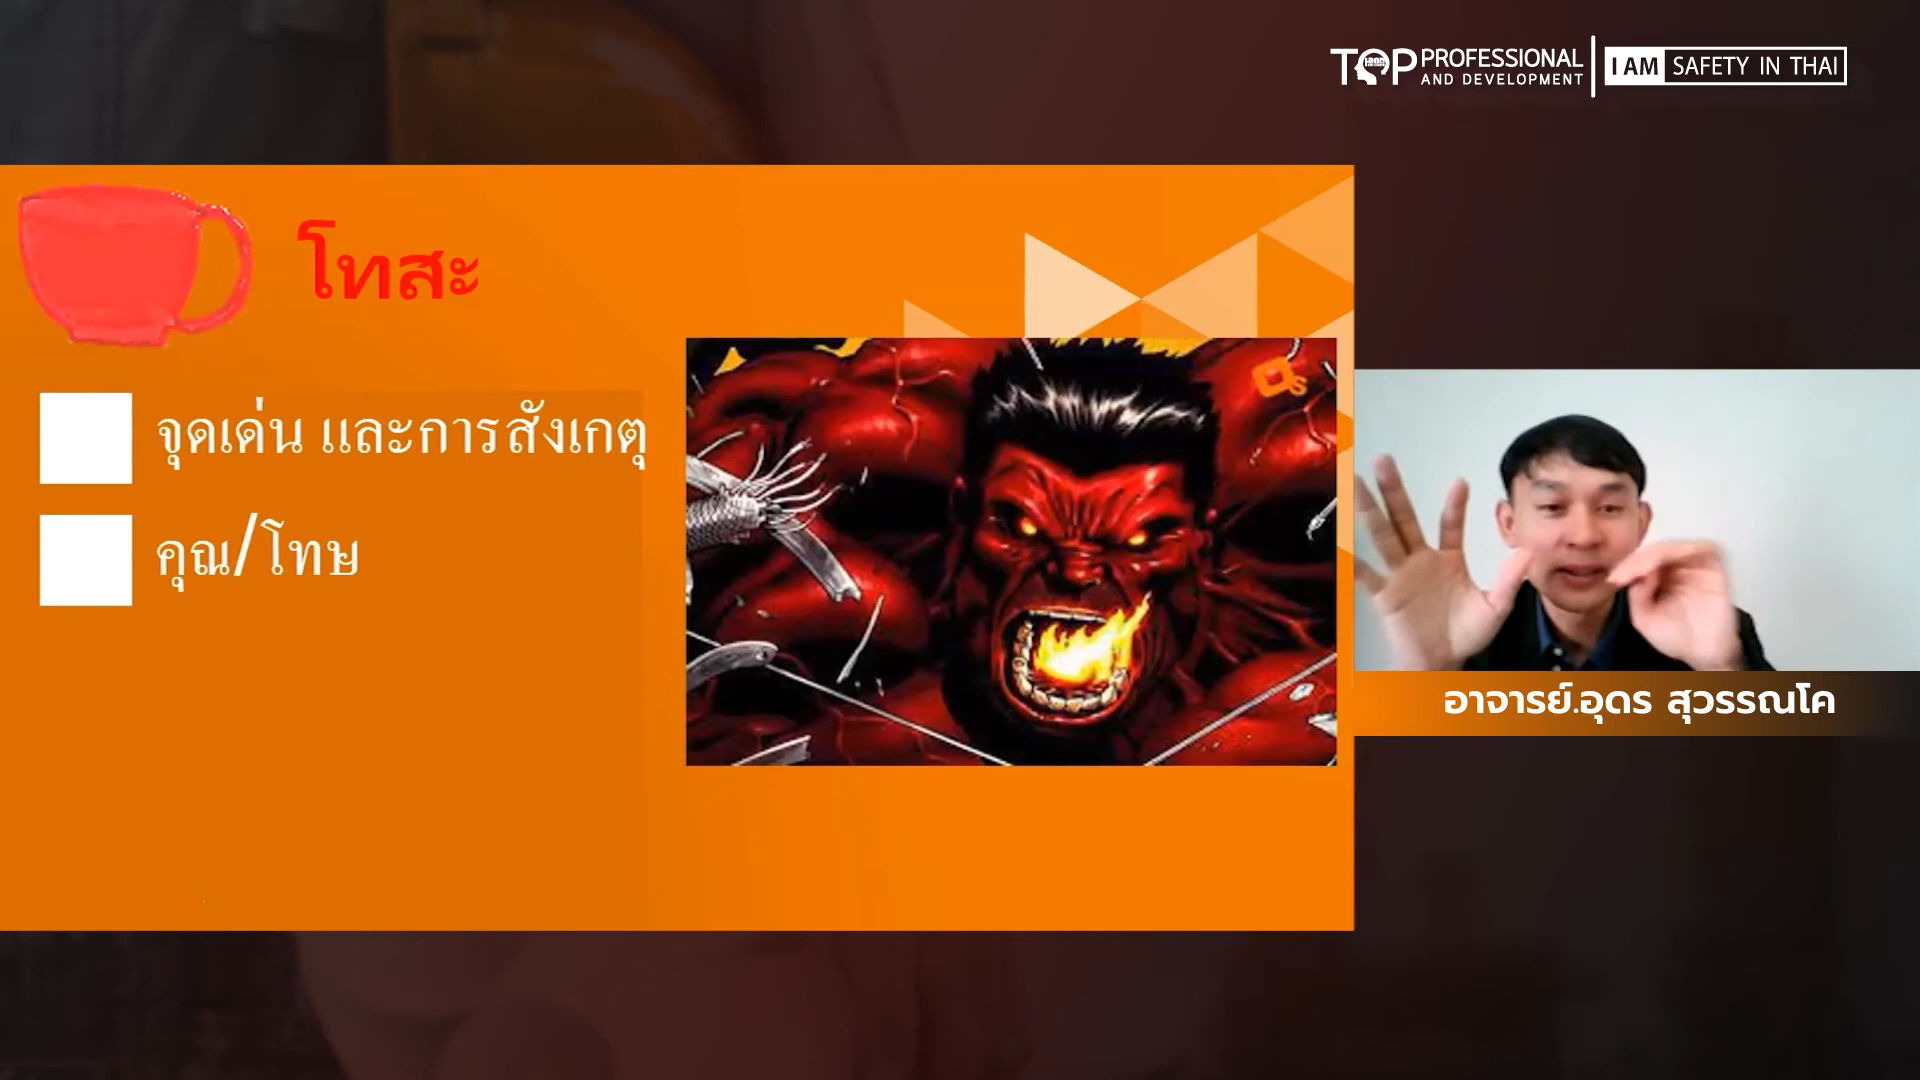 TOP PROFESSIONAL
AND DEVELOPMENT
I AM SAFETY IN THAI
โทสะ
จุดเด่น และการสังเกตุ
คุณ/โทษ
อาจารย์.อุดร สุวรรณโค